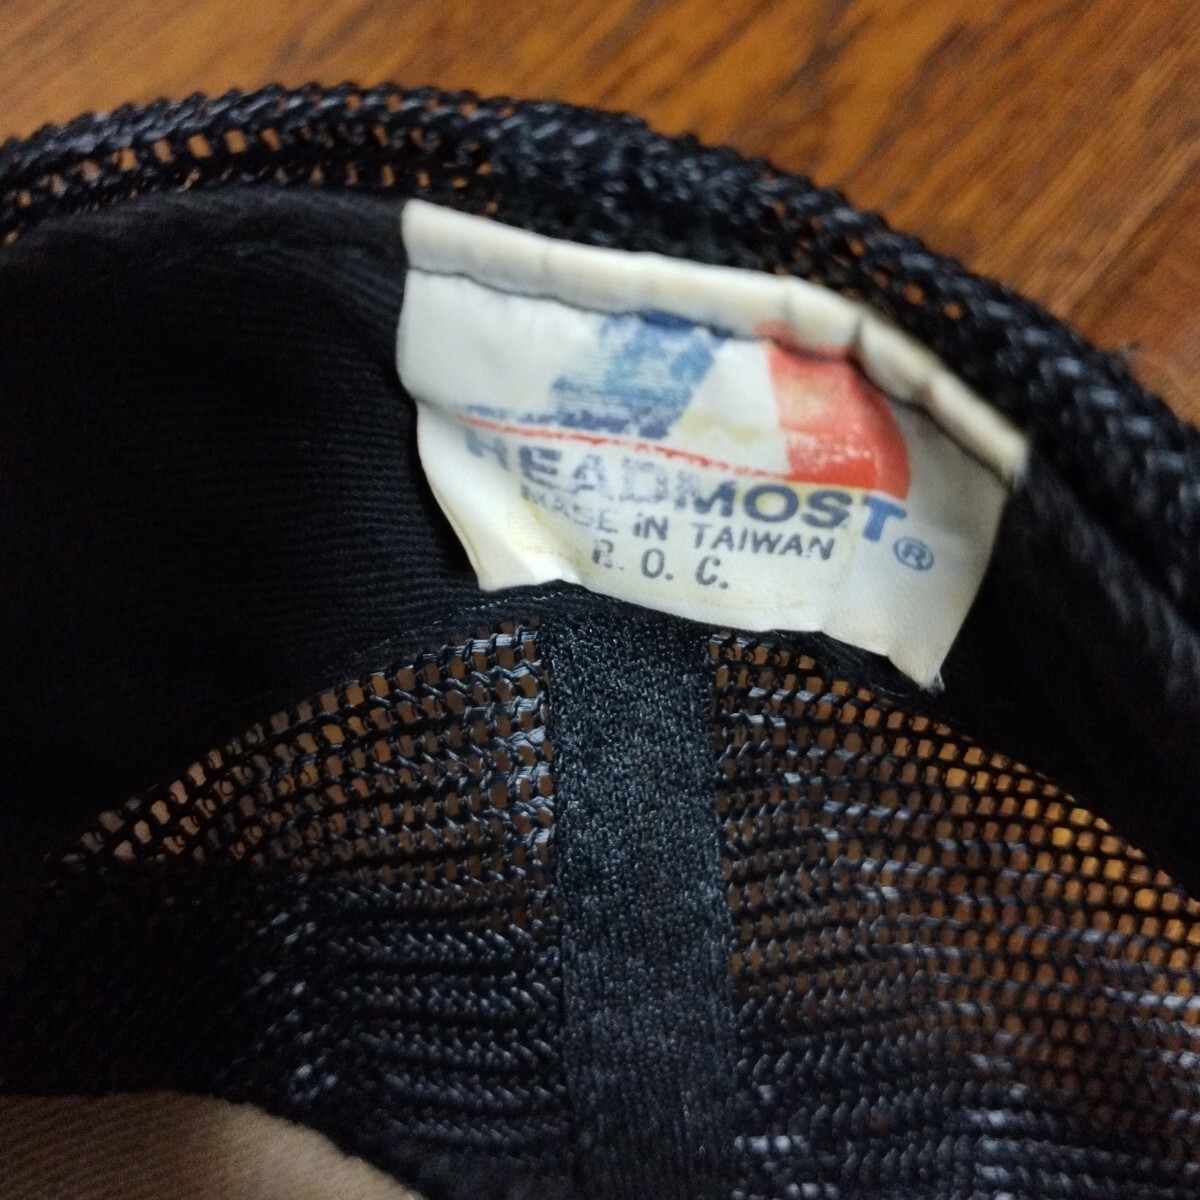 HEADMOST ®
MADE IN TAIWAN
R. O. C.